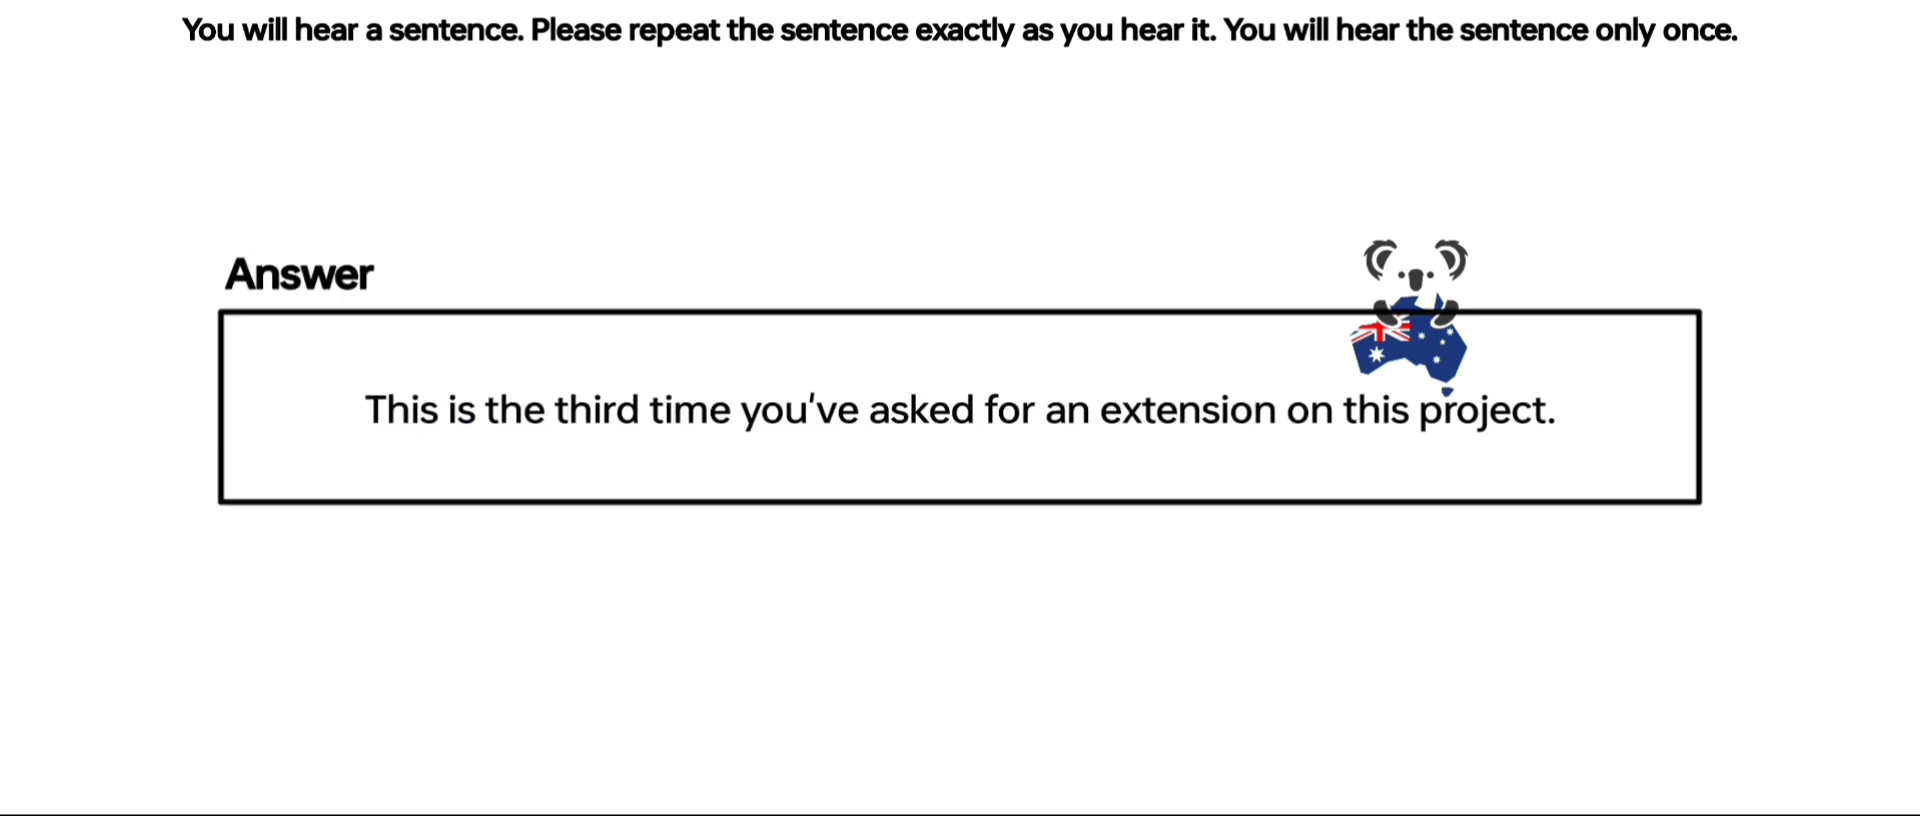 You will hear a sentence. Please repeat the sentence exactly as you hear it. You will hear the sentence only once.
Answer
This is the third time you've asked for an extension on this project.